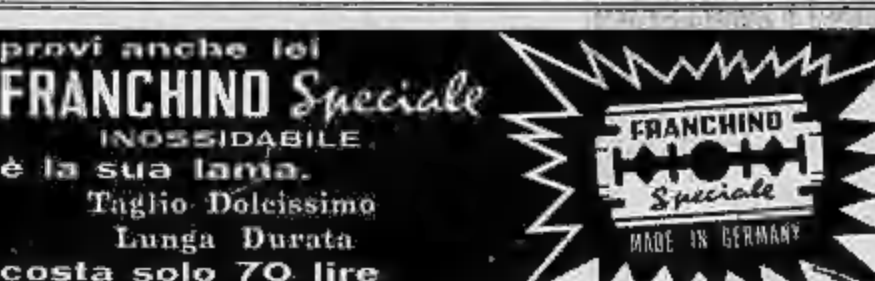 provi anche lei
FRANCHINO Speciale
INOSSIDABILE
è la sua lama.
Taglio Dolcissimo
Lunga Durata
costa solo 70 lire
FRANCHINO
Speciale
MADE IN GERMANY